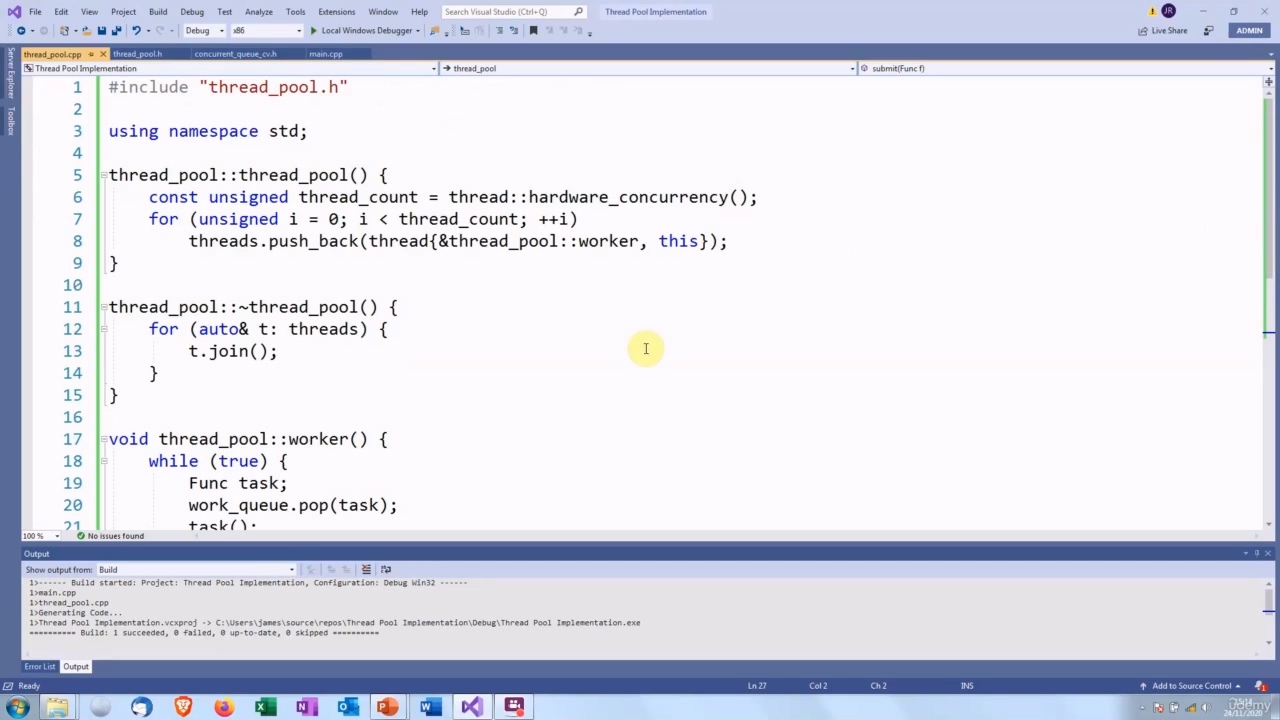 File Edit View Project Build Debug Test Analyze Tools Extensions Window Help Search Visual Studio (Ctrl+Q) Thread Pool Implementation JR
Debug x86 Local Windows Debugger Live Share ADMIN
Server Explorer
Toolbox
thread_pool.cpp thread_pool.h concurrent_queue_cv.h main.cpp
Thread Pool Implementation thread_pool submit(Func f)
1 #include "thread_pool.h"
2
3 using namespace std;
4
5 thread_pool::thread_pool() {
6 const unsigned thread_count = thread::hardware_concurrency();
7 for (unsigned i = 0; i < thread_count; ++i)
8 threads.push_back(thread{&thread_pool::worker, this});
9 }
10
11 thread_pool::~thread_pool() {
12 for (auto& t: threads) {
13 t.join();
14 }
15 }
16
17 void thread_pool::worker() {
18 while (true) {
19 Func task;
20 work_queue.pop(task);
21 task();
100 % No issues found
Output
Show output from: Build
1>------ Build started: Project: Thread Pool Implementation, Configuration: Debug Win32 ------
1>main.cpp
1>thread_pool.cpp
1>Generating Code...
1>Thread Pool Implementation.vcxproj -> C:\Users\james\source\repos\Thread Pool Implementation\Debug\Thread Pool Implementation.exe
========== Build: 1 succeeded, 0 failed, 0 up-to-date, 0 skipped ==========
Error List Output
Ready Ln 27 Col 2 Ch 2 INS Add to Source Control
udemy
24/11/2020